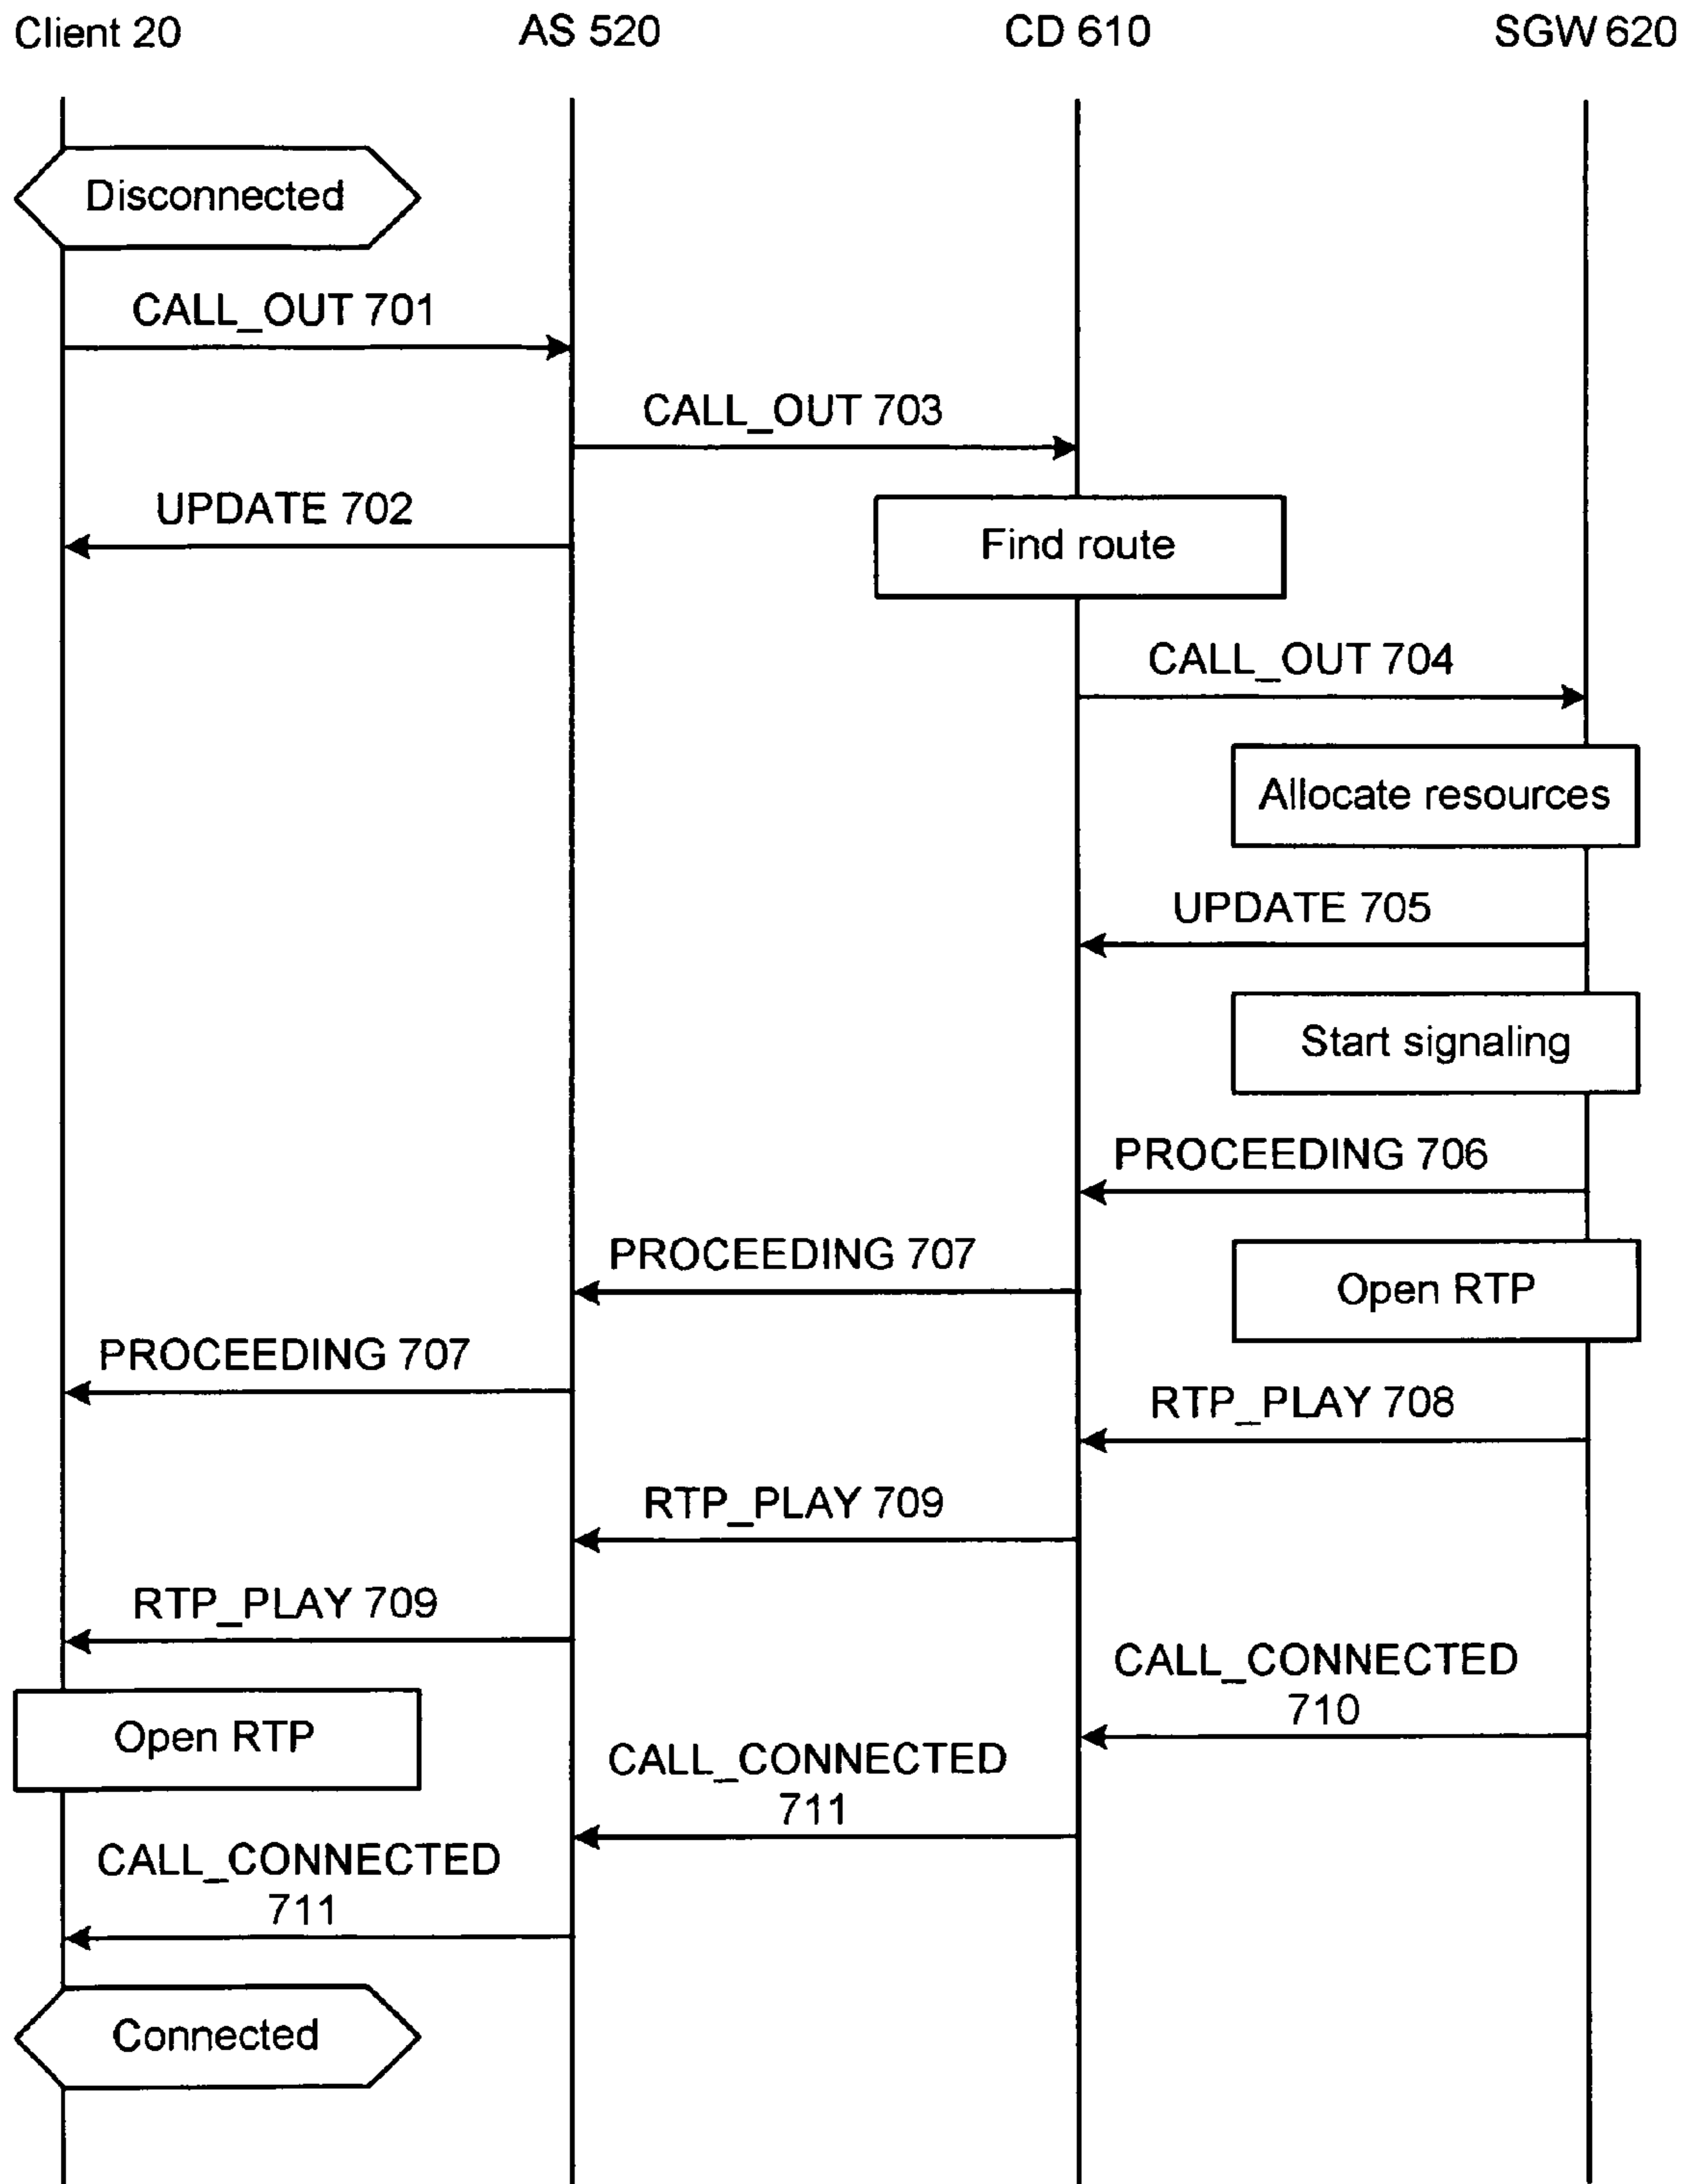 Client 20
AS 520
CD 610
SGW 620
Disconnected
CALL_OUT 701
CALL_OUT 703
UPDATE 702
Find route
CALL_OUT 704
Allocate resources
UPDATE 705
Start signaling
PROCEEDING 706
PROCEEDING 707
Open RTP
PROCEEDING 707
RTP_PLAY 708
RTP_PLAY 709
RTP_PLAY 709
CALL_CONNECTED
710
Open RTP
CALL_CONNECTED
711
CALL_CONNECTED
711
Connected